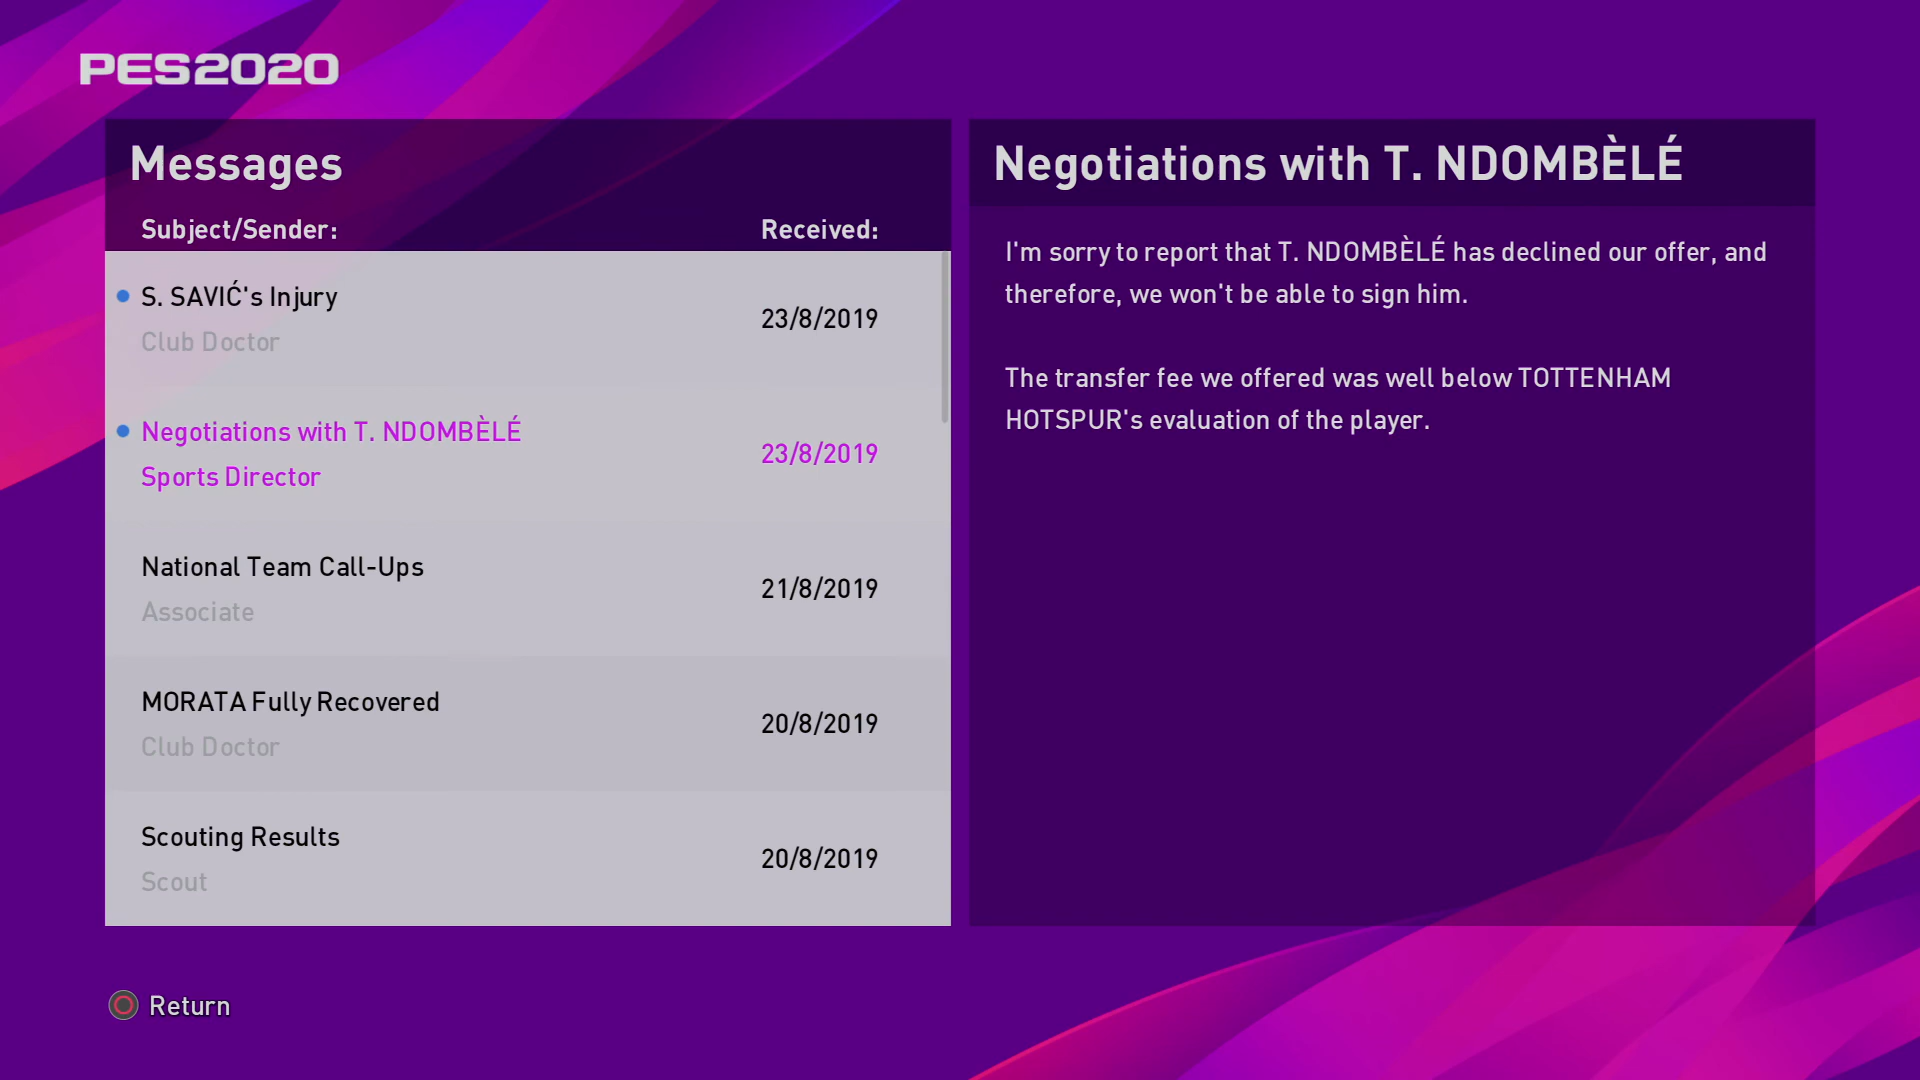 PES2020
Messages
Subject/Sender: Received:
S. SAVIĆ's Injury
Club Doctor
23/8/2019
Negotiations with T. NDOMBÈLÉ
Sports Director
23/8/2019
National Team Call-Ups
Associate
21/8/2019
MORATA Fully Recovered
Club Doctor
20/8/2019
Scouting Results
Scout
20/8/2019
Negotiations with T. NDOMBÈLÉ
I'm sorry to report that T. NDOMBÈLÉ has declined our offer, and
therefore, we won't be able to sign him.
The transfer fee we offered was well below TOTTENHAM
HOTSPUR's evaluation of the player.
Return